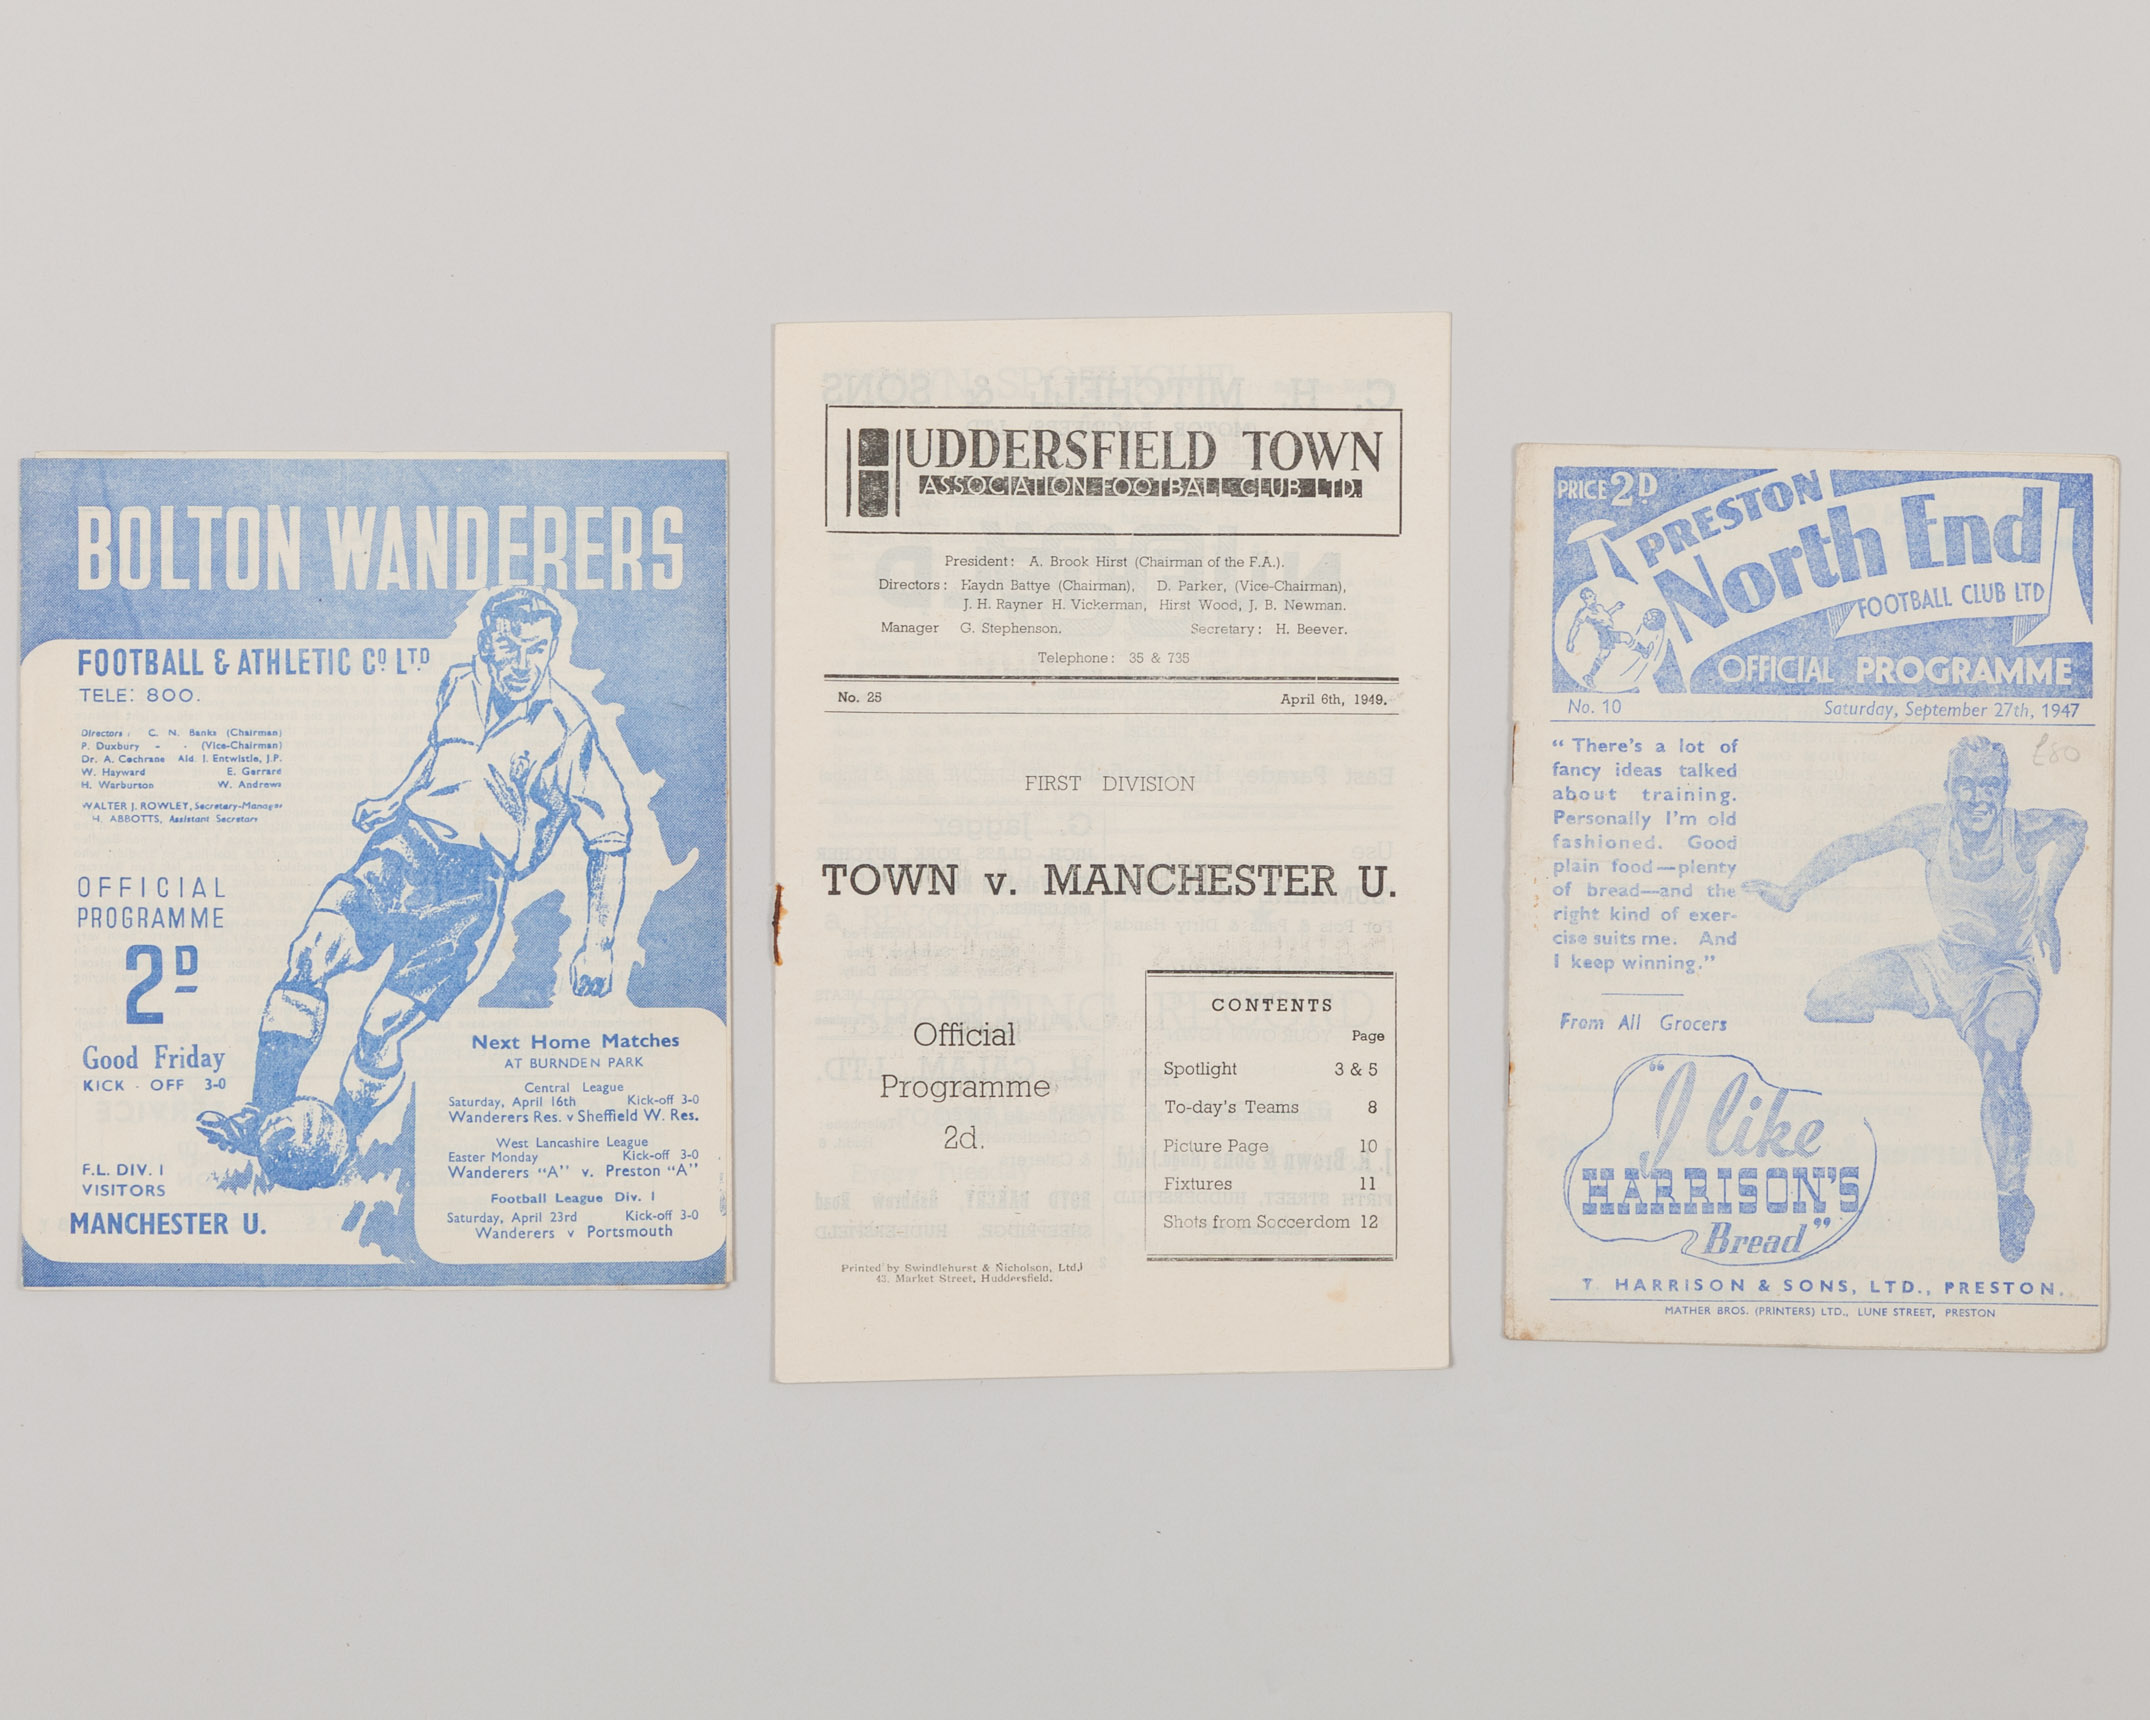 BOLTON WANDERERS
FOOTBALL & ATHLETIC Cº LTD
TELE: 800.
Directors: C. N. Banks (Chairman)
P. Duxbury - - (Vice-Chairman)
Dr. A. Cochrane Ald. J. Entwistle, J.P.
W. Hayward E. Gerrard
H. Warburton W. Andrews
WALTER J. ROWLEY, Secretary-Manager
H. ABBOTTS, Assistant Secretary
OFFICIAL
PROGRAMME
2D
Good Friday
KICK - OFF 3-0
F.L. DIV. I
VISITORS
MANCHESTER U.
Next Home Matches
AT BURNDEN PARK
Central League
Saturday, April 16th Kick-off 3-0
Wanderers Res. v Sheffield W. Res.
West Lancashire League
Easter Monday Kick-off 3-0
Wanderers "A" v. Preston "A"
Football League Div. I
Saturday, April 23rd Kick-off 3-0
Wanderers v Portsmouth
HUDDERSFIELD TOWN
ASSOCIATION FOOTBALL CLUB LTD.
President: A. Brook Hirst (Chairman of the F.A.).
Directors: Haydn Battye (Chairman), D. Parker, (Vice-Chairman),
J. H. Rayner H. Vickerman, Hirst Wood, J. B. Newman.
Manager G. Stephenson. Secretary: H. Beever.
Telephone: 35 & 735
No. 25 April 6th, 1949.
FIRST DIVISION
TOWN v. MANCHESTER U.
Official
Programme
2d.
CONTENTS
Page
Spotlight 3 & 5
To-day's Teams 8
Picture Page 10
Fixtures 11
Shots from Soccerdom 12
Printed by Swindlehurst & Nicholson, Ltd.
43, Market Street, Huddersfield.
PRICE 2D
PRESTON
North End
FOOTBALL CLUB LTD
OFFICIAL PROGRAMME
No. 10 Saturday, September 27th, 1947
£80
"There's a lot of
fancy ideas talked
about training.
Personally I'm old
fashioned. Good
plain food—plenty
of bread—and the
right kind of exer-
cise suits me. And
I keep winning."
From All Grocers
"I like
HARRISON'S
Bread"
T. HARRISON & SONS, LTD., PRESTON.
MATHER BROS. (PRINTERS) LTD., LUNE STREET, PRESTON